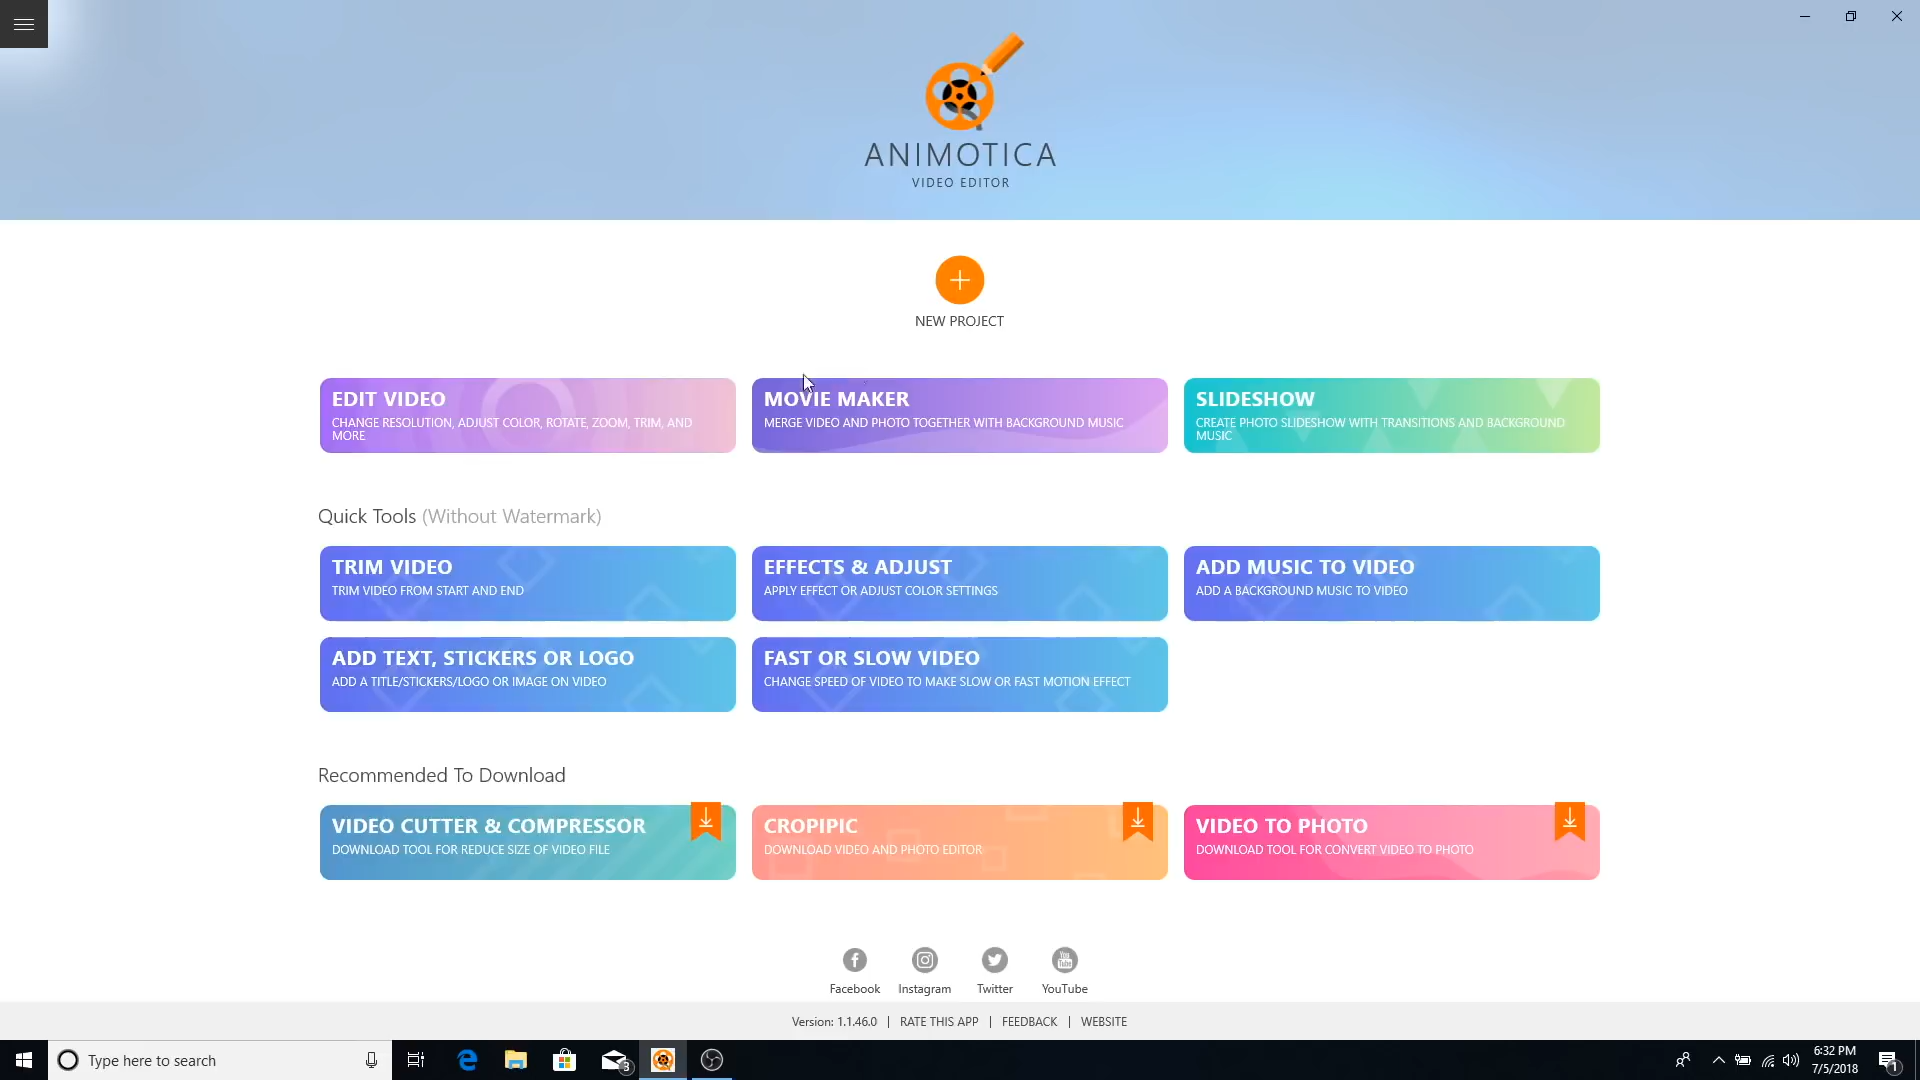 ANIMOTICA
VIDEO EDITOR
NEW PROJECT
EDIT VIDEO
CHANGE RESOLUTION, ADJUST COLOR, ROTATE, ZOOM, TRIM, AND
MORE
MOVIE MAKER
MERGE VIDEO AND PHOTO TOGETHER WITH BACKGROUND MUSIC
SLIDESHOW
CREATE PHOTO SLIDESHOW WITH TRANSITIONS AND BACKGROUND
MUSIC
Quick Tools (Without Watermark)
TRIM VIDEO
TRIM VIDEO FROM START AND END
EFFECTS & ADJUST
APPLY EFFECT OR ADJUST COLOR SETTINGS
ADD MUSIC TO VIDEO
ADD A BACKGROUND MUSIC TO VIDEO
ADD TEXT, STICKERS OR LOGO
ADD A TITLE/STICKERS/LOGO OR IMAGE ON VIDEO
FAST OR SLOW VIDEO
CHANGE SPEED OF VIDEO TO MAKE SLOW OR FAST MOTION EFFECT
Recommended To Download
VIDEO CUTTER & COMPRESSOR
DOWNLOAD TOOL FOR REDUCE SIZE OF VIDEO FILE
CROPIPIC
DOWNLOAD VIDEO AND PHOTO EDITOR
VIDEO TO PHOTO
DOWNLOAD TOOL FOR CONVERT VIDEO TO PHOTO
You Tube
Facebook Instagram Twitter YouTube
Version: 1.1.46.0 | RATE THIS APP | FEEDBACK | WEBSITE
Type here to search
3
6:32 PM
7/5/2018
1